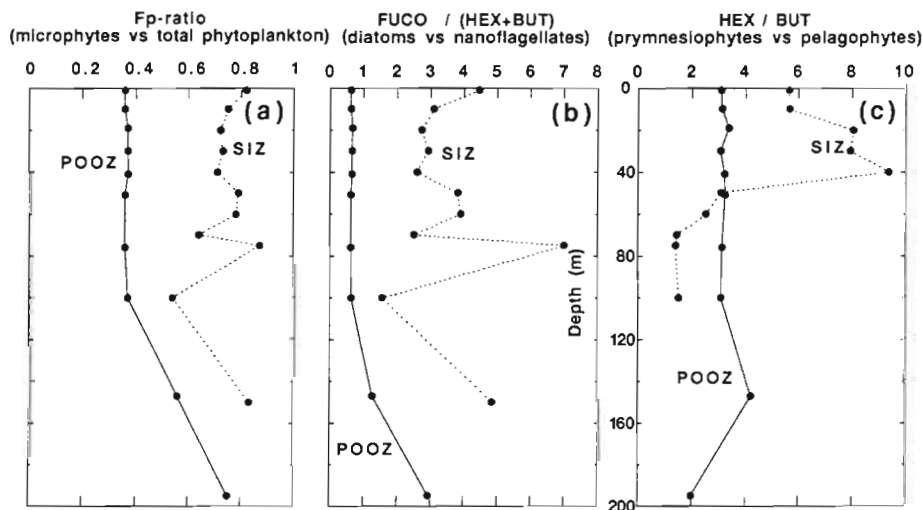 Fp-ratio
(microphytes vs total phytoplankton)
0 0.2 0.4 0.6 0.8 1
(a)
SIZ
POOZ
FUCO / (HEX+BUT)
(diatoms vs nanoflagellates)
0 1 2 3 4 5 6 7 8
(b)
SIZ
POOZ
Depth (m)
HEX / BUT
(prymnesiophytes vs pelagophytes)
0 2 4 6 8 10
0
40
80
120
160
200
(c)
SIZ
POOZ